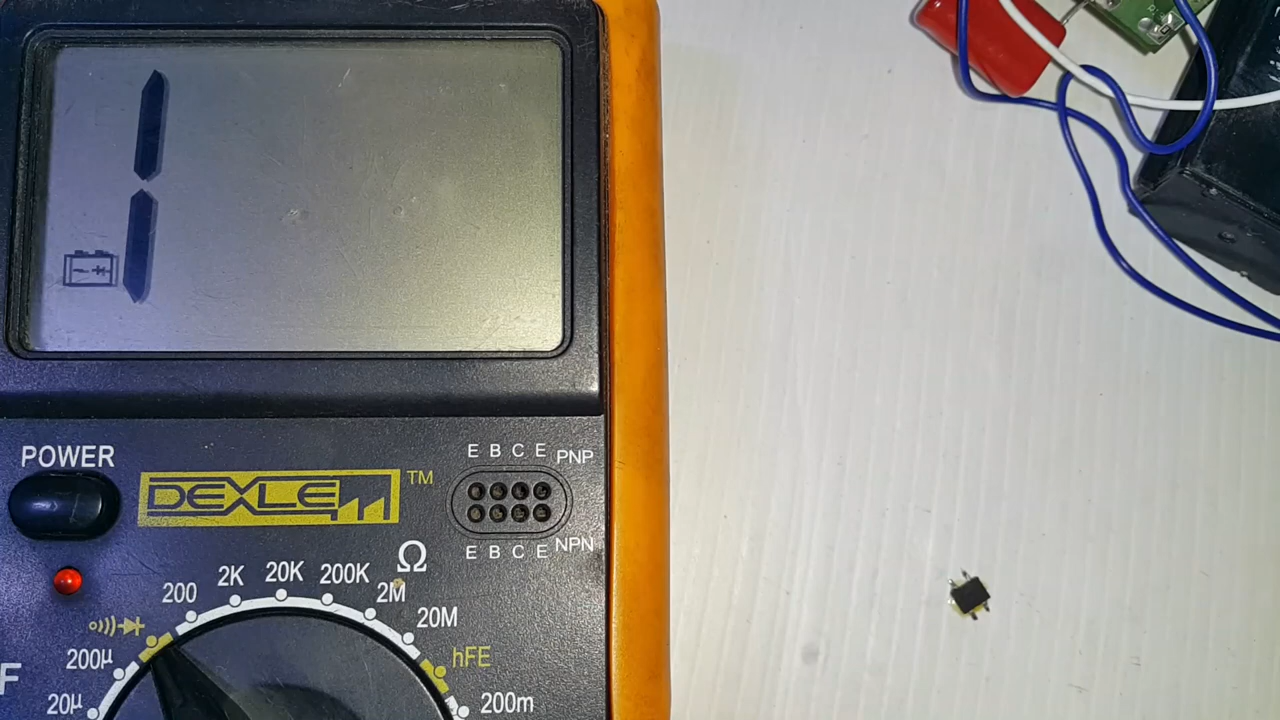 1
POWER
DEXLE
TM
E B C E PNP
E B C E NPN
Ω
200 2K 20K 200K 2M 20M
hFE
200m
200µ
20µ
F